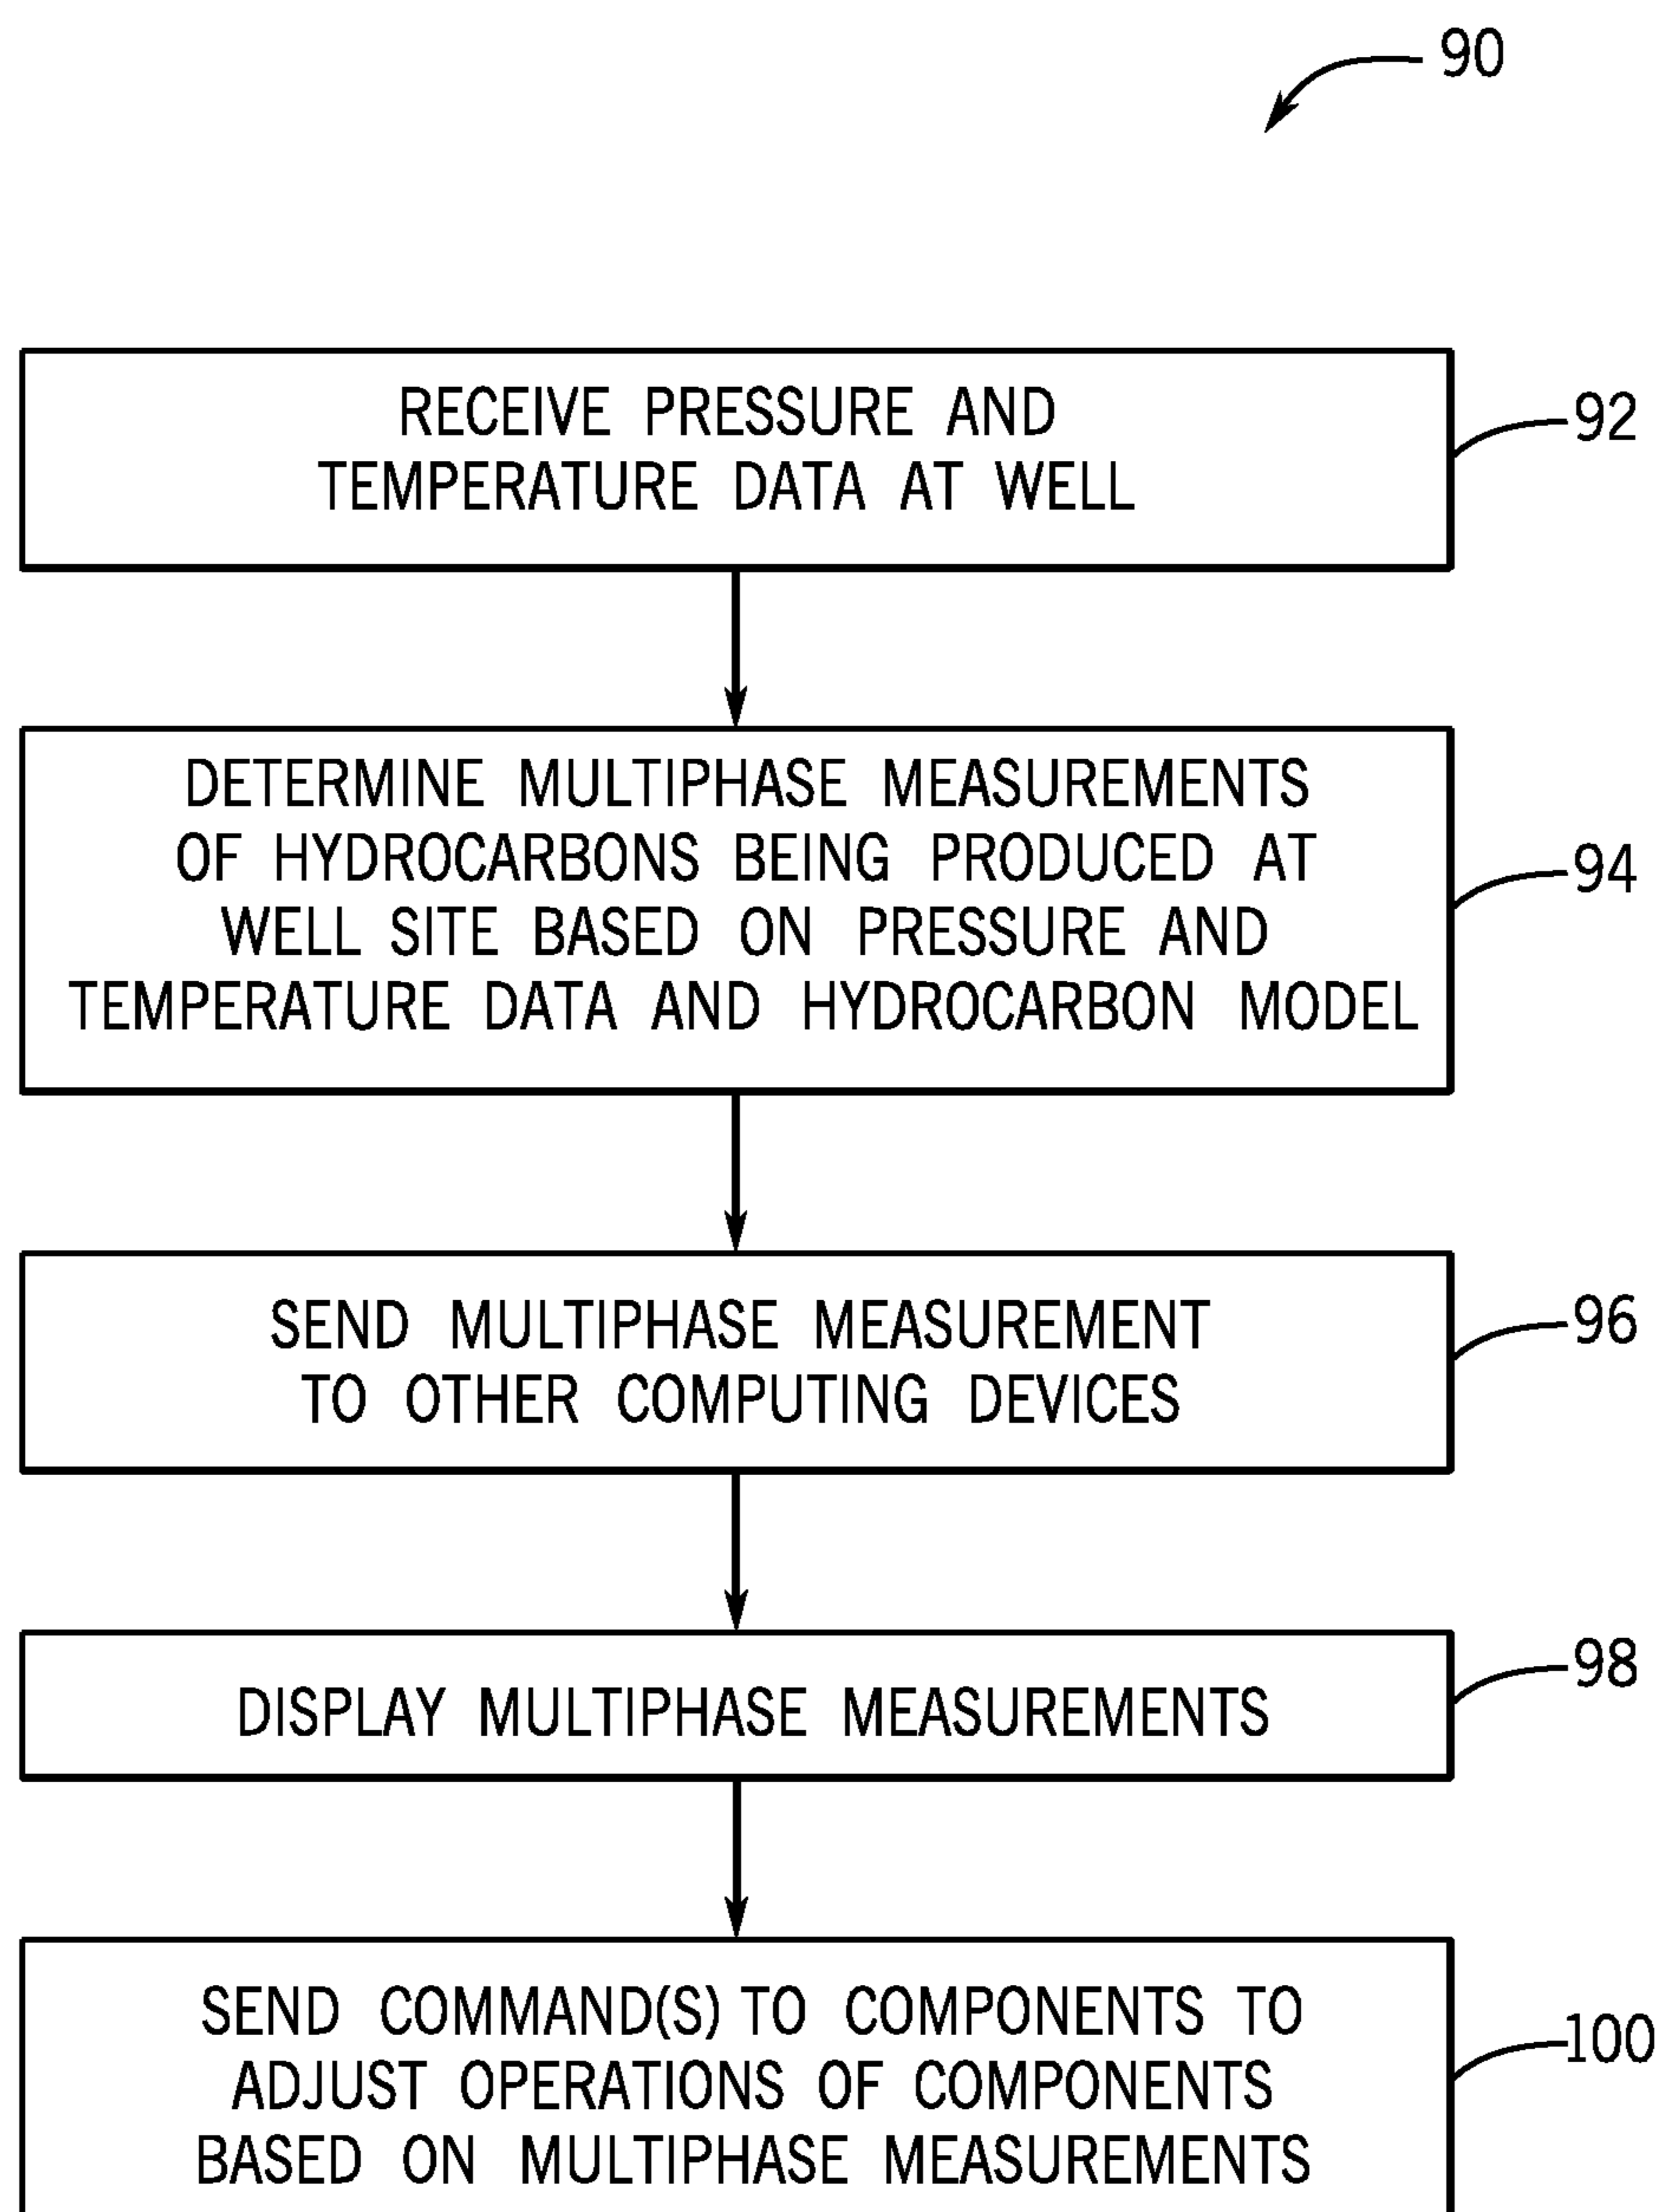 90
RECEIVE PRESSURE AND
TEMPERATURE DATA AT WELL
92
DETERMINE MULTIPHASE MEASUREMENTS
OF HYDROCARBONS BEING PRODUCED AT
WELL SITE BASED ON PRESSURE AND
TEMPERATURE DATA AND HYDROCARBON MODEL
94
SEND MULTIPHASE MEASUREMENT
TO OTHER COMPUTING DEVICES
96
DISPLAY MULTIPHASE MEASUREMENTS
98
SEND COMMAND(S) TO COMPONENTS TO
ADJUST OPERATIONS OF COMPONENTS
BASED ON MULTIPHASE MEASUREMENTS
100